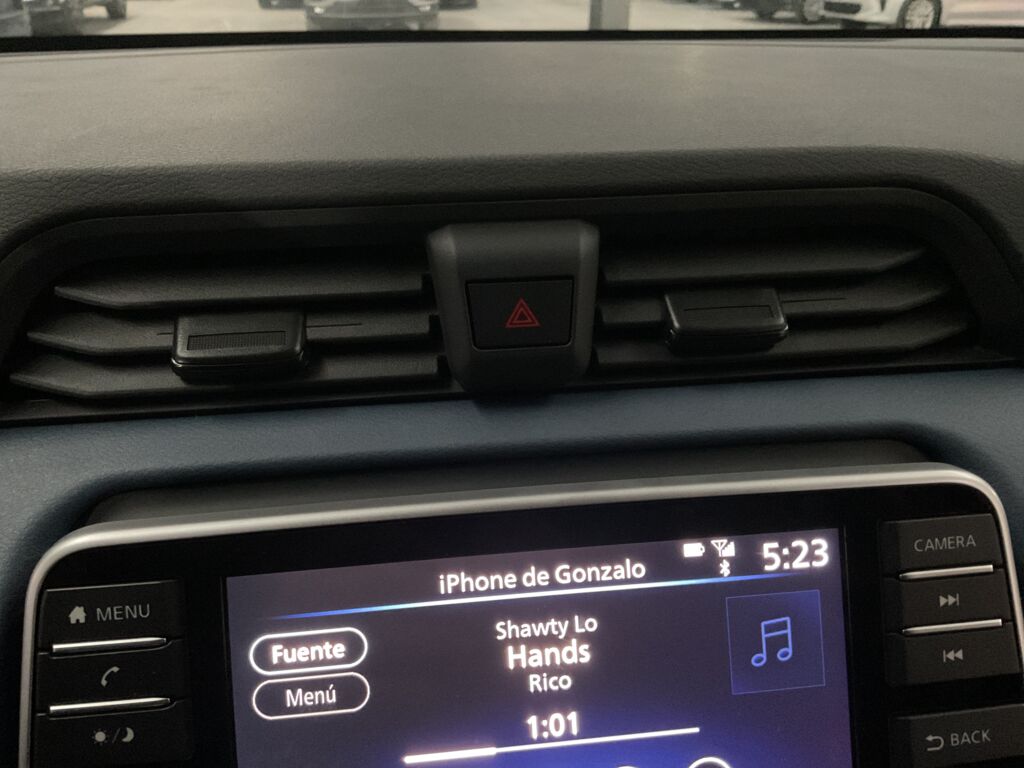 iPhone de Gonzalo
5:23
CAMERA
MENU
Fuente
Menú
Shawty Lo
Hands
Rico
1:01
BACK